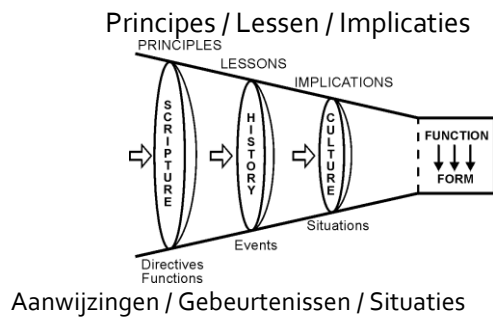 Principes / Lessen / Implicaties
PRINCIPLES
LESSONS
IMPLICATIONS
SCRIPTURE
HISTORY
CULTURE
FUNCTION
FORM
Situations
Events
Directives
Functions
Aanwijzingen / Gebeurtenissen / Situaties